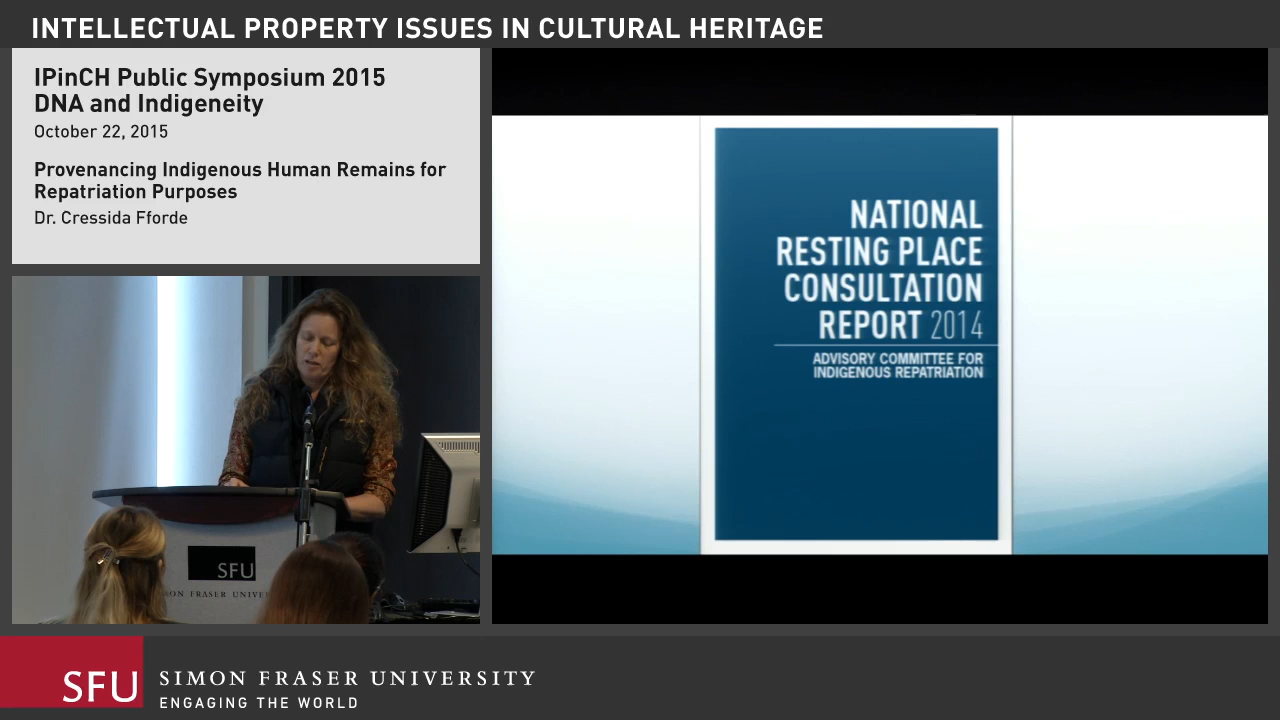 INTELLECTUAL PROPERTY ISSUES IN CULTURAL HERITAGE
IPinCH Public Symposium 2015
DNA and Indigeneity
October 22, 2015
Provenancing Indigenous Human Remains for
Repatriation Purposes
Dr. Cressida Fforde
NATIONAL
RESTING PLACE
CONSULTATION
REPORT 2014
ADVISORY COMMITTEE FOR
INDIGENOUS REPATRIATION
SFU
SFU
SIMON FRASER UNIVERSITY
ENGAGING THE WORLD